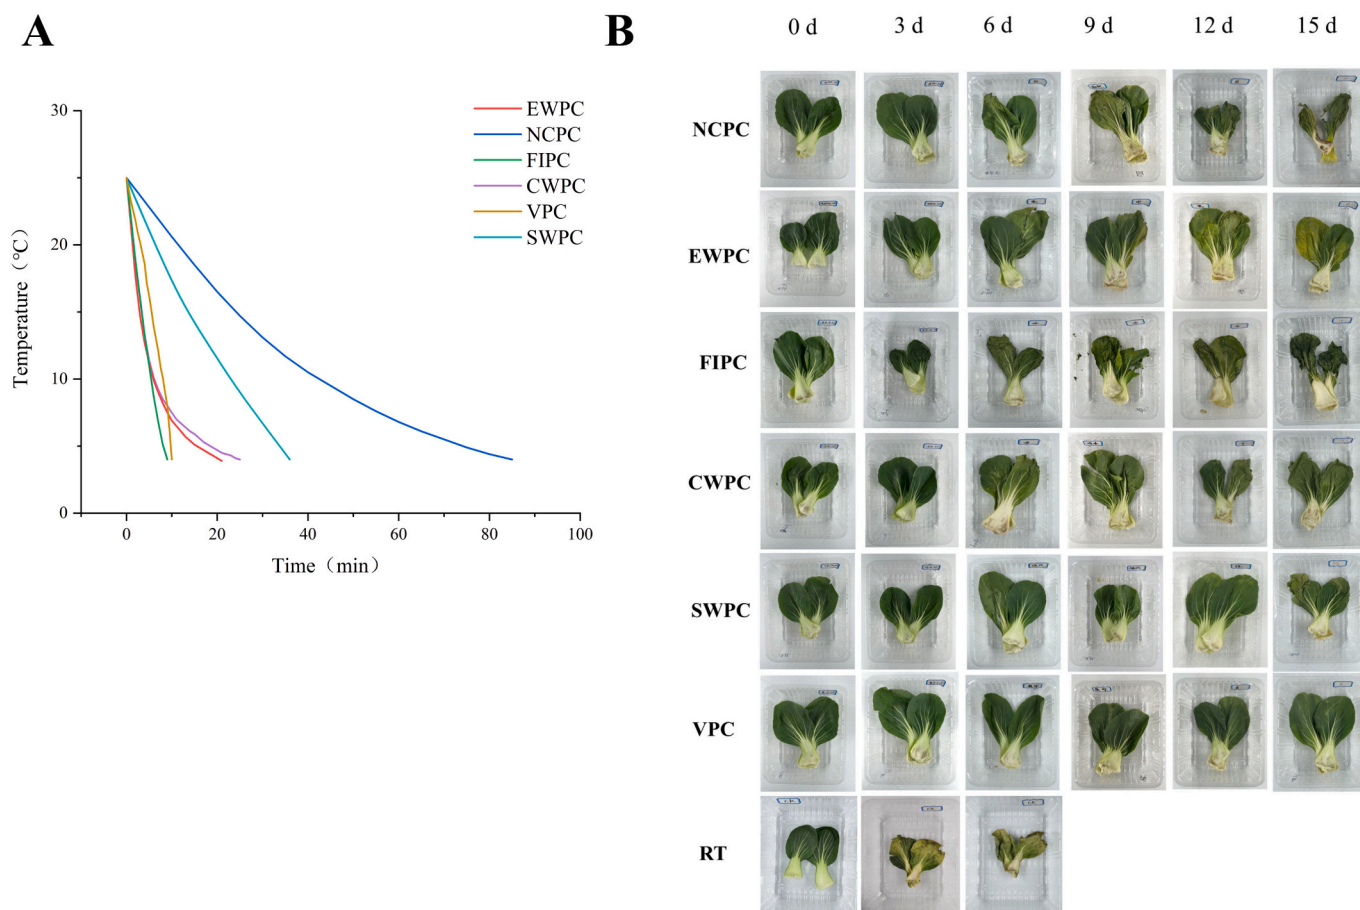 A
30
20
10
0
Temperature（℃）
0
20
40
60
80
100
Time（min）
EWPC
NCPC
FIPC
CWPC
VPC
SWPC
B
0 d
3 d
6 d
9 d
12 d
15 d
NCPC
EWPC
FIPC
CWPC
SWPC
VPC
RT